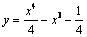 y = x⁴/4 − x³ − 1/4